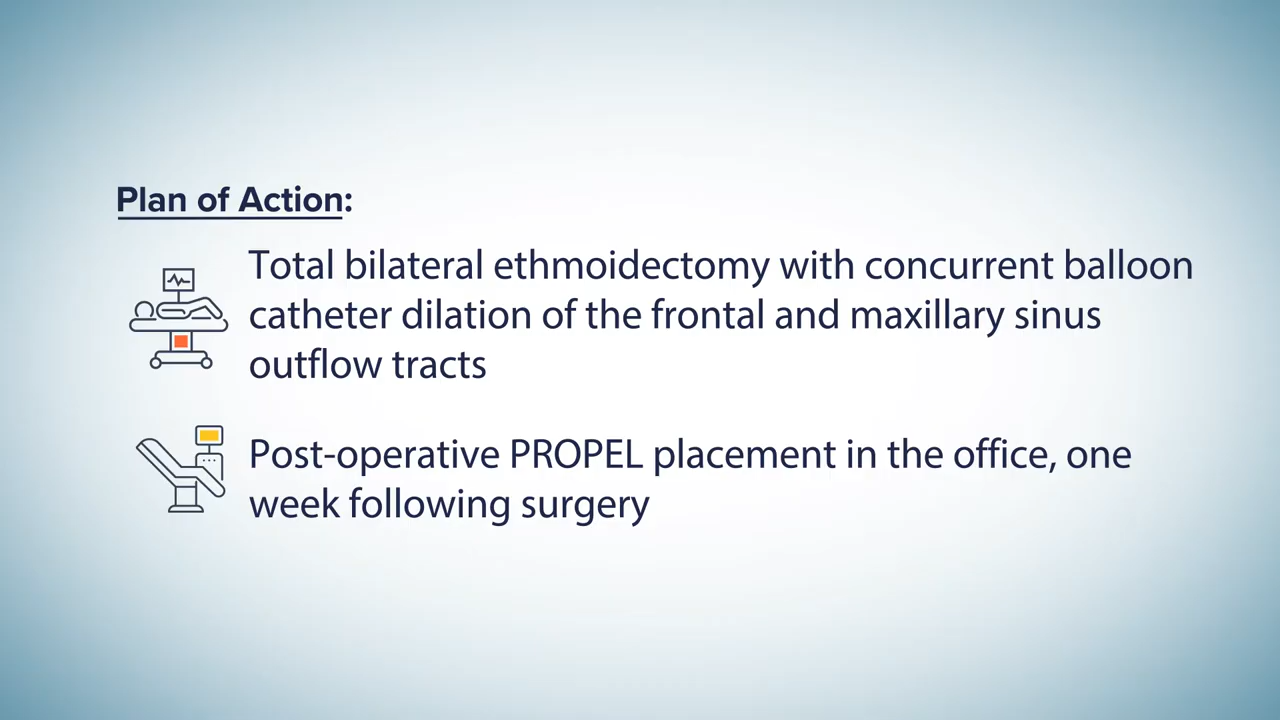 Plan of Action:
Total bilateral ethmoidectomy with concurrent balloon
catheter dilation of the frontal and maxillary sinus
outflow tracts
Post-operative PROPEL placement in the office, one
week following surgery